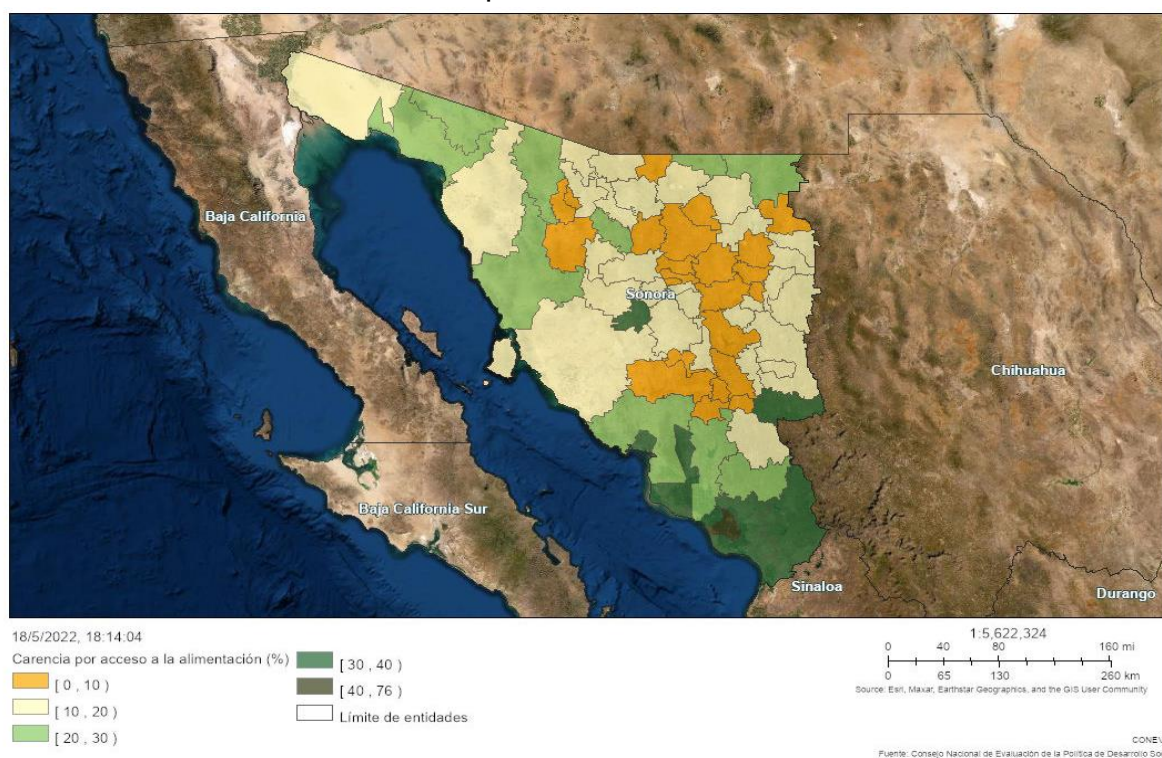 Baja California
Sonora
Chihuahua
Baja California Sur
Sinaloa
Durango
18/5/2022, 18:14:04
Carencia por acceso a la alimentación (%)
[ 0 , 10 )
[ 10 , 20 )
[ 20 , 30 )
[ 30 , 40 )
[ 40 , 76 )
Límite de entidades
1:5,622,324
0 40 80 160 mi
0 65 130 260 km
Source: Esri, Maxar, Earthstar Geographics, and the GIS User Community
CONEV
Fuente: Consejo Nacional de Evaluación de la Política de Desarrollo So